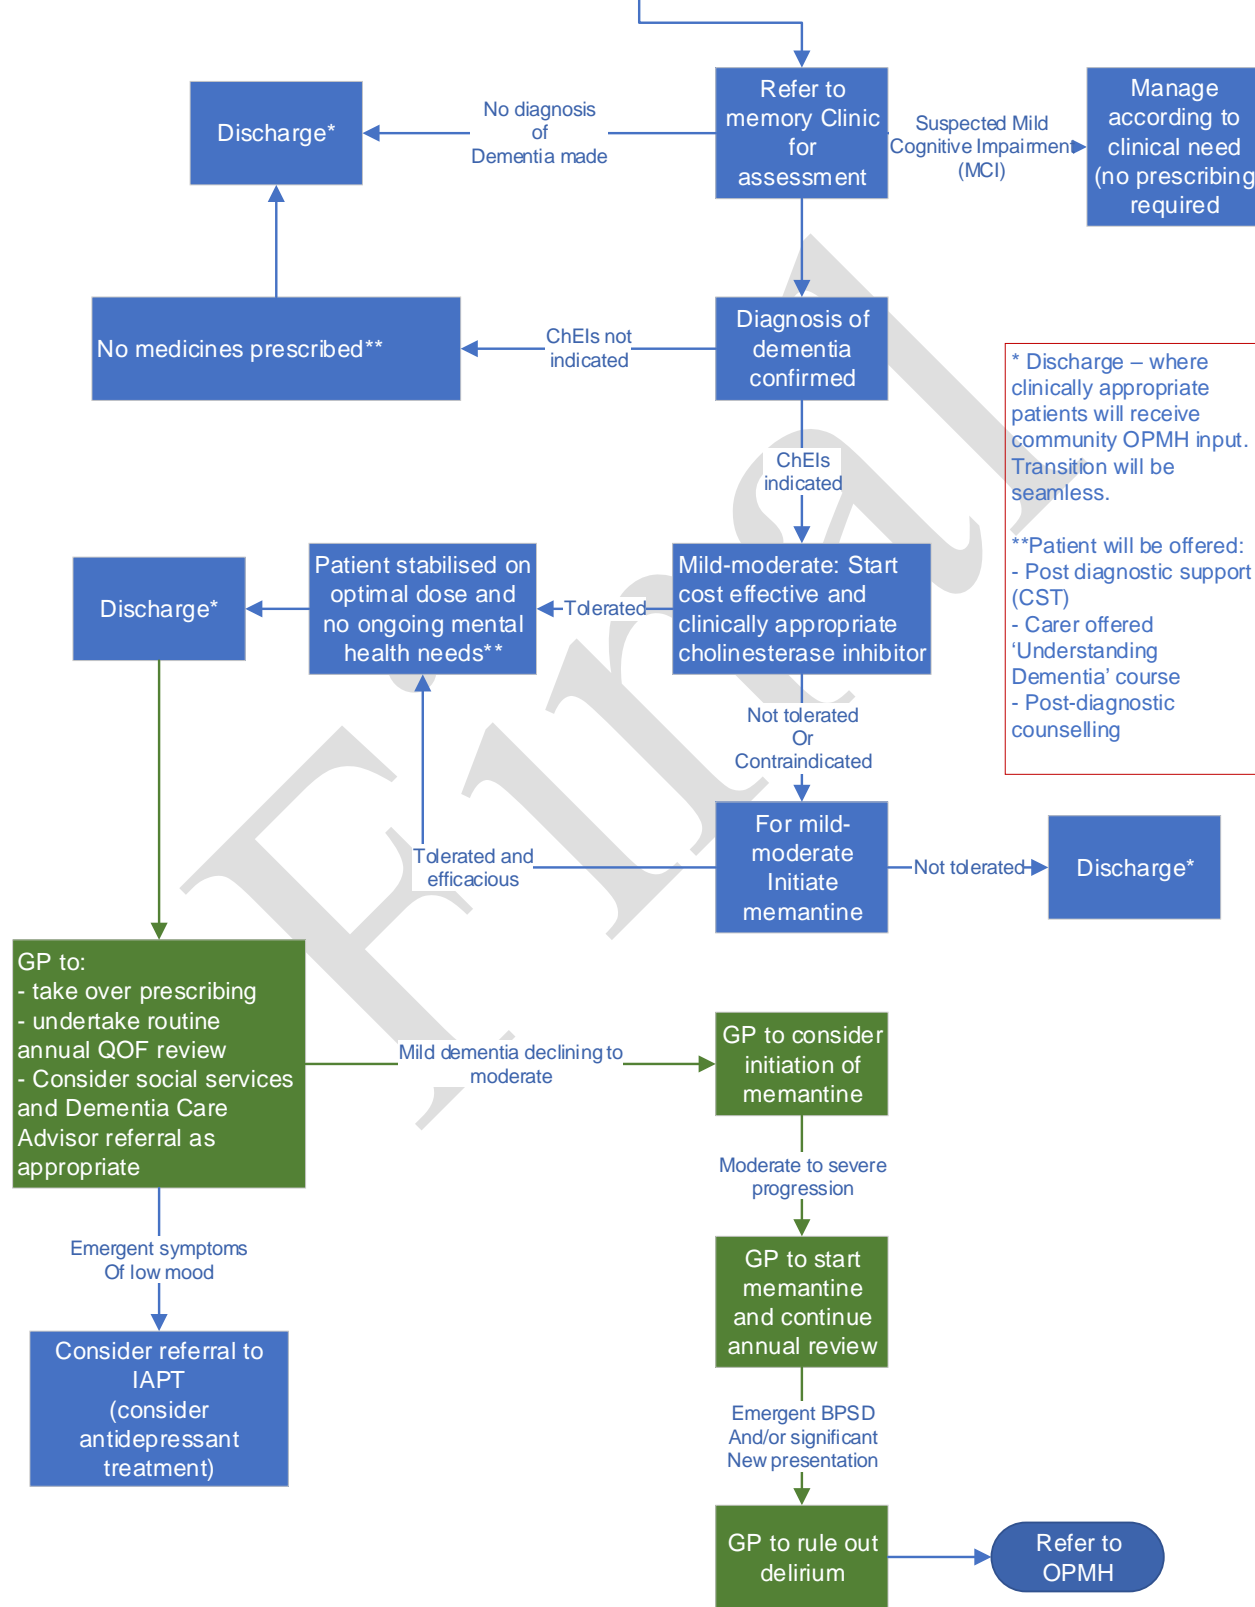 Refer to
memory Clinic
for
assessment
No diagnosis
of
Dementia made
Discharge*
Suspected Mild
Cognitive Impairment
(MCI)
Manage
according to
clinical need
(no prescribing
required
Diagnosis of
dementia
confirmed
ChEIs not
indicated
No medicines prescribed**
* Discharge – where
clinically appropriate
patients will receive
community OPMH input.
Transition will be
seamless.
**Patient will be offered:
- Post diagnostic support
(CST)
- Carer offered
‘Understanding
Dementia’ course
- Post-diagnostic
counselling
ChEIs
indicated
Mild-moderate: Start
cost effective and
clinically appropriate
cholinesterase inhibitor
Tolerated
Patient stabilised on
optimal dose and
no ongoing mental
health needs**
Discharge*
Not tolerated
Or
Contraindicated
For mild-
moderate
Initiate
memantine
Tolerated and
efficacious
Not tolerated
Discharge*
GP to:
- take over prescribing
- undertake routine
annual QOF review
- Consider social services
and Dementia Care
Advisor referral as
appropriate
Mild dementia declining to
moderate
GP to consider
initiation of
memantine
Moderate to severe
progression
GP to start
memantine
and continue
annual review
Emergent symptoms
Of low mood
Consider referral to
IAPT
(consider
antidepressant
treatment)
Emergent BPSD
And/or significant
New presentation
GP to rule out
delirium
Refer to
OPMH
Final